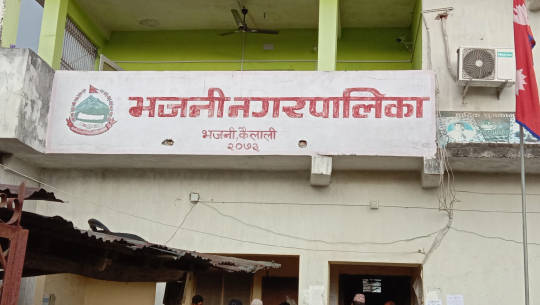 भजनी नगरपालिका
भजनी, कैलाली
२०७३